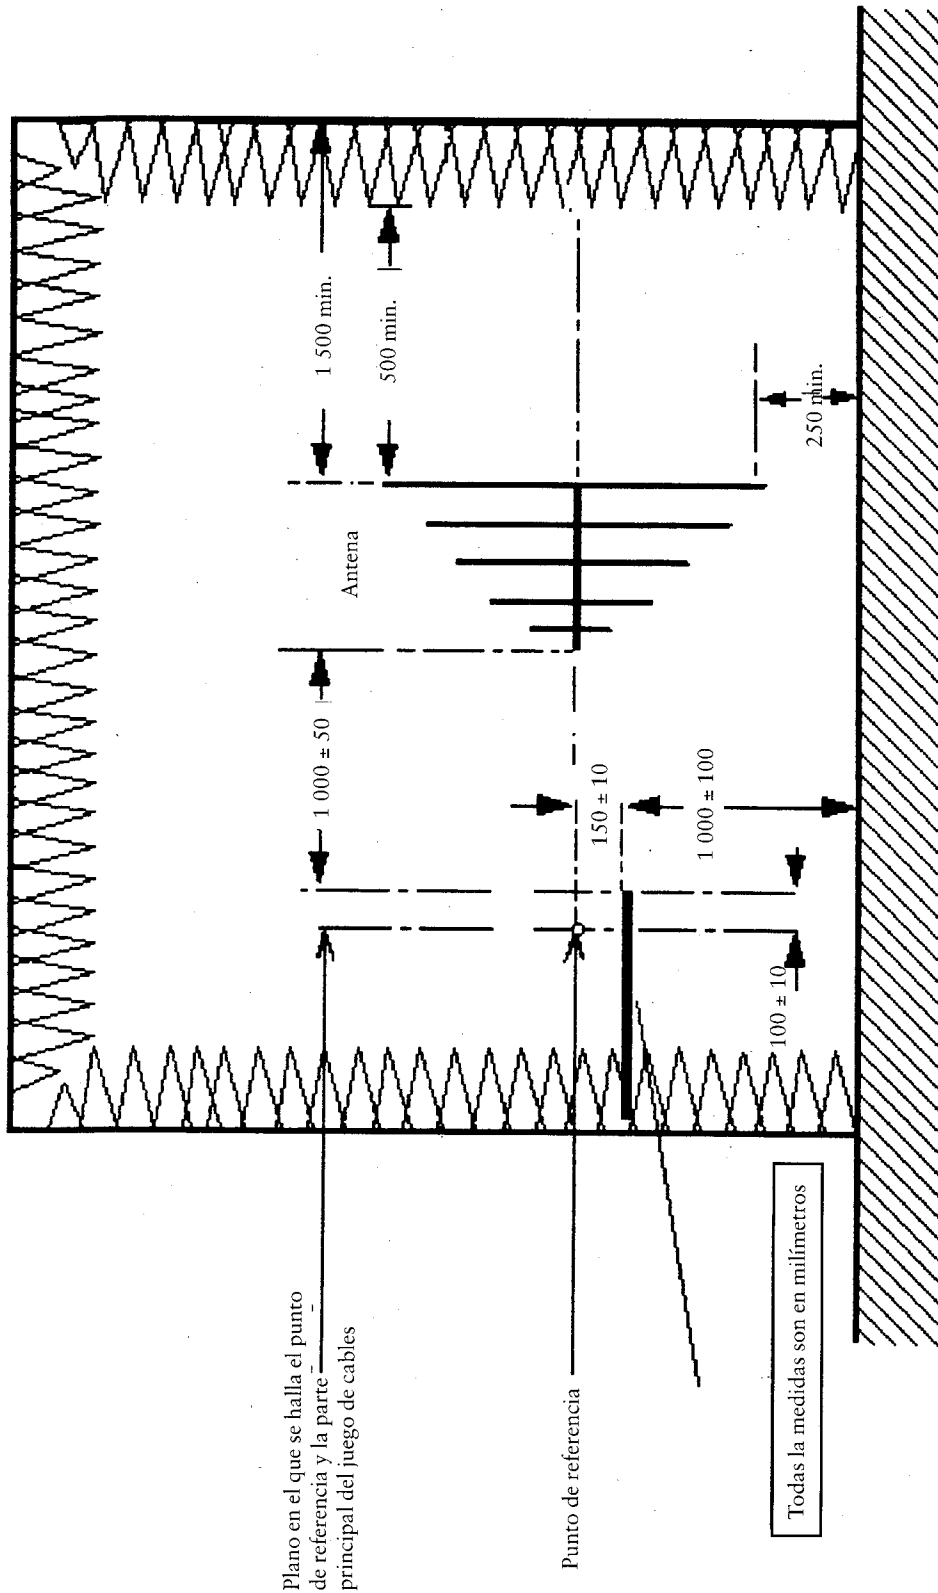 1 500 min.
500 min.
250 min.
Antena
1 000 ± 50
150 ± 10
1 000 ± 100
100 ± 10
Plano en el que se halla el punto
de referencia y la parte
principal del juego de cables
Punto de referencia
Todas la medidas son en milímetros